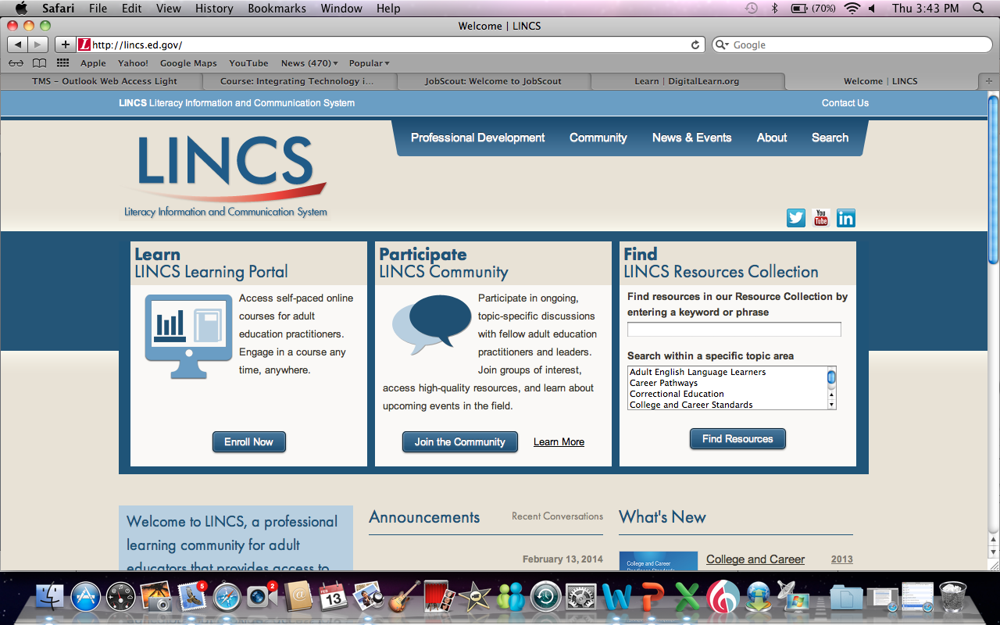 Safari File Edit View History Bookmarks Window Help (70%) Thu 3:43 PM
Welcome | LINCS
http://lincs.ed.gov/
Google
Apple Yahoo! Google Maps YouTube News (470) Popular
TMS – Outlook Web Access Light
Course: Integrating Technology i...
JobScout: Welcome to JobScout
Learn | DigitalLearn.org
Welcome | LINCS
LINCS Literacy Information and Communication System
Contact Us
Professional Development Community News & Events About Search
LINCS
Literacy Information and Communication System
You Tube
in
Learn
LINCS Learning Portal
Access self-paced online
courses for adult
education practitioners.
Engage in a course any
time, anywhere.
Enroll Now
Participate
LINCS Community
Participate in ongoing,
topic-specific discussions
with fellow adult education
practitioners and leaders.
Join groups of interest,
access high-quality resources, and learn about
upcoming events in the field.
Join the Community
Learn More
Find
LINCS Resources Collection
Find resources in our Resource Collection by
entering a keyword or phrase
Search within a specific topic area
Adult English Language Learners
Career Pathways
Correctional Education
College and Career Standards
Find Resources
Welcome to LINCS, a professional
learning community for adult
educators that provides access to
Announcements
Recent Conversations
February 13, 2014
What's New
College and Career
College and Career
2013
5
2
FEB
13